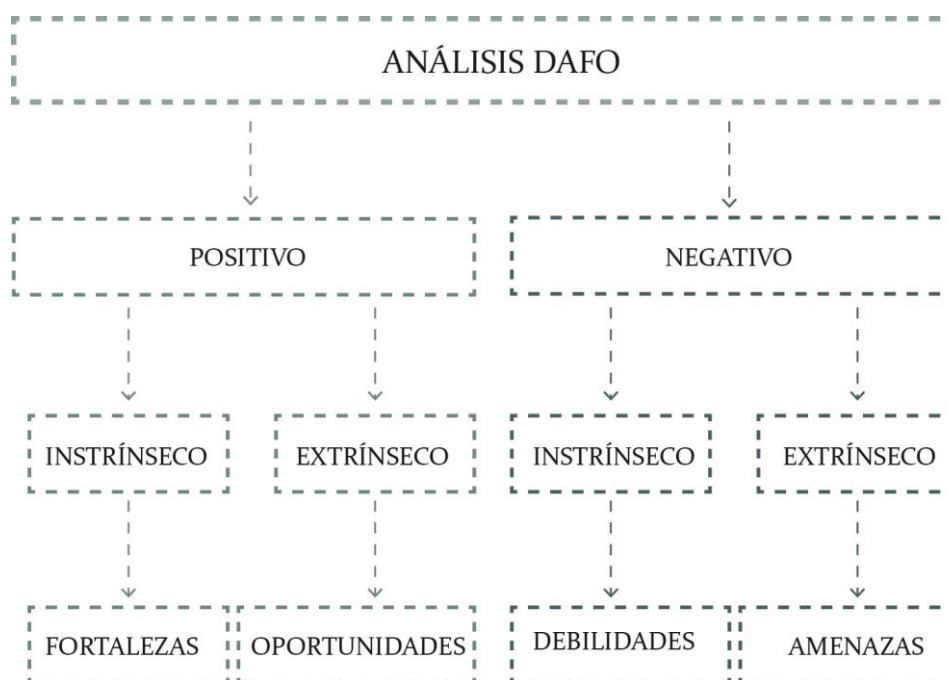 ANÁLISIS DAFO
POSITIVO
NEGATIVO
INSTRÍNSECO
EXTRÍNSECO
INSTRÍNSECO
EXTRÍNSECO
FORTALEZAS
OPORTUNIDADES
DEBILIDADES
AMENAZAS